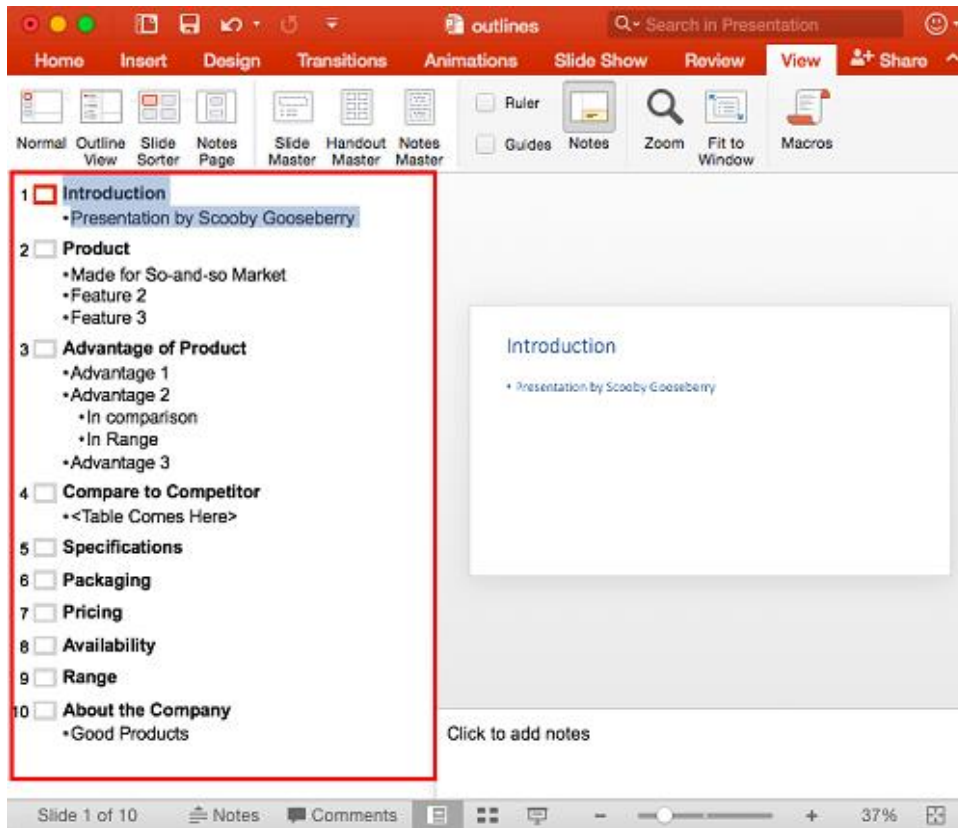 outlines
Search in Presentation
Home Insert Design Transitions Animations Slide Show Review View Share
Normal Outline View Slide Sorter Notes Page Slide Master Handout Master Notes Master Ruler Guides Notes Zoom Fit to Window Macros
1 Introduction
•Presentation by Scooby Gooseberry
2 Product
•Made for So-and-so Market
•Feature 2
•Feature 3
3 Advantage of Product
•Advantage 1
•Advantage 2
•In comparison
•In Range
•Advantage 3
4 Compare to Competitor
•<Table Comes Here>
5 Specifications
6 Packaging
7 Pricing
8 Availability
9 Range
10 About the Company
•Good Products
Introduction
• Presentation by Scooby Gooseberry
Click to add notes
Slide 1 of 10 Notes Comments 37%